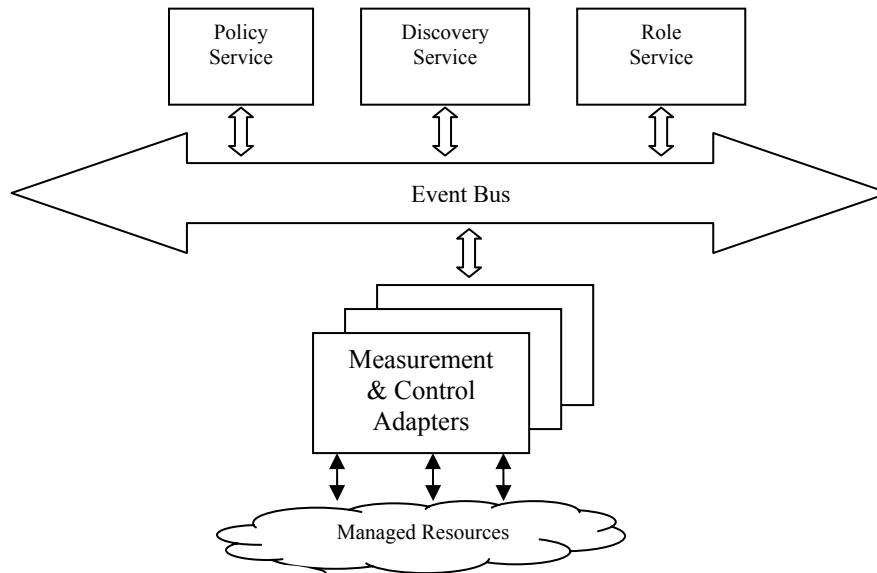 Policy
Service
Discovery
Service
Role
Service
Event Bus
Measurement
& Control
Adapters
Managed Resources